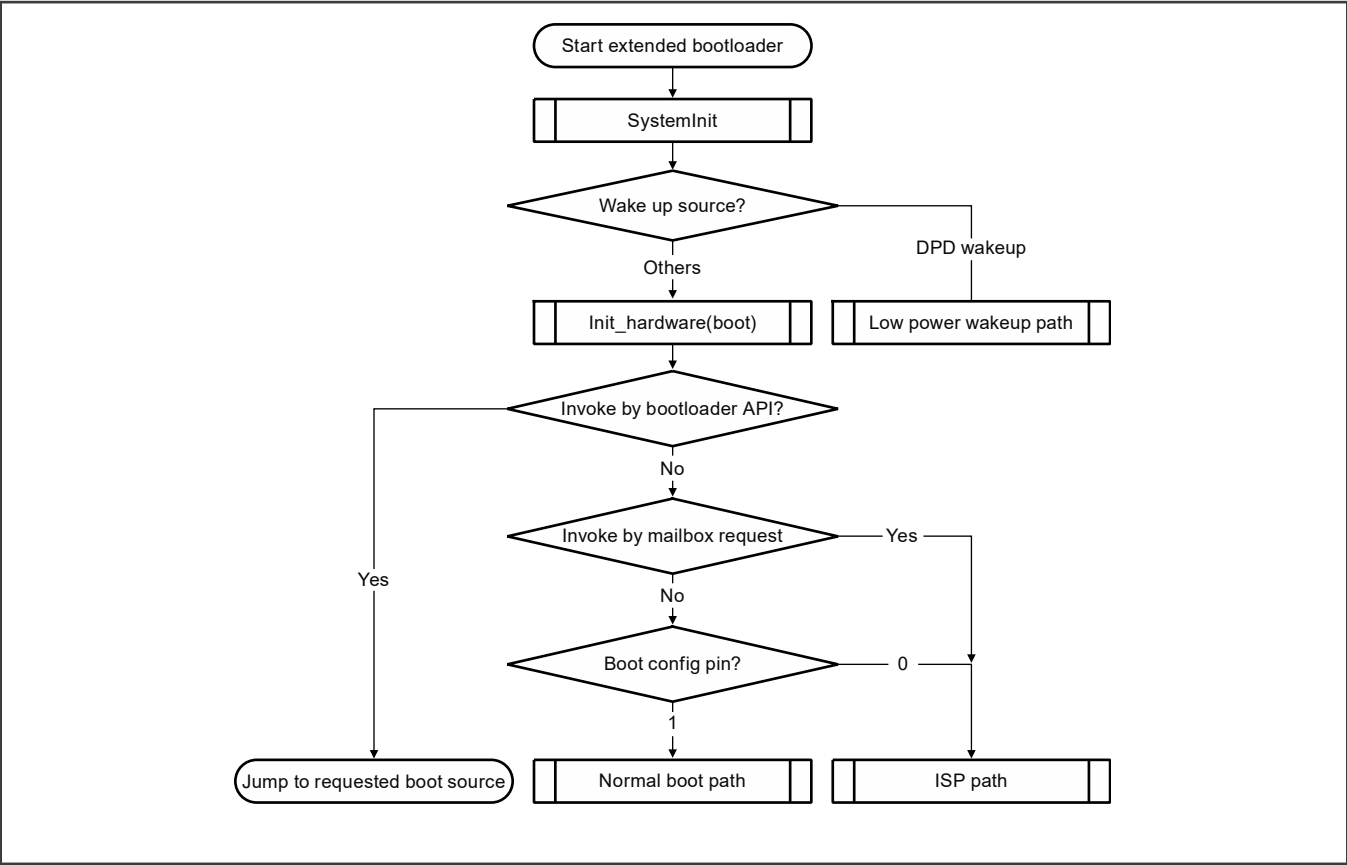 Start extended bootloader
SystemInit
Wake up source?
DPD wakeup
Others
Init_hardware(boot)
Low power wakeup path
Invoke by bootloader API?
No
Invoke by mailbox request
Yes
Yes
No
Boot config pin?
0
1
Jump to requested boot source
Normal boot path
ISP path